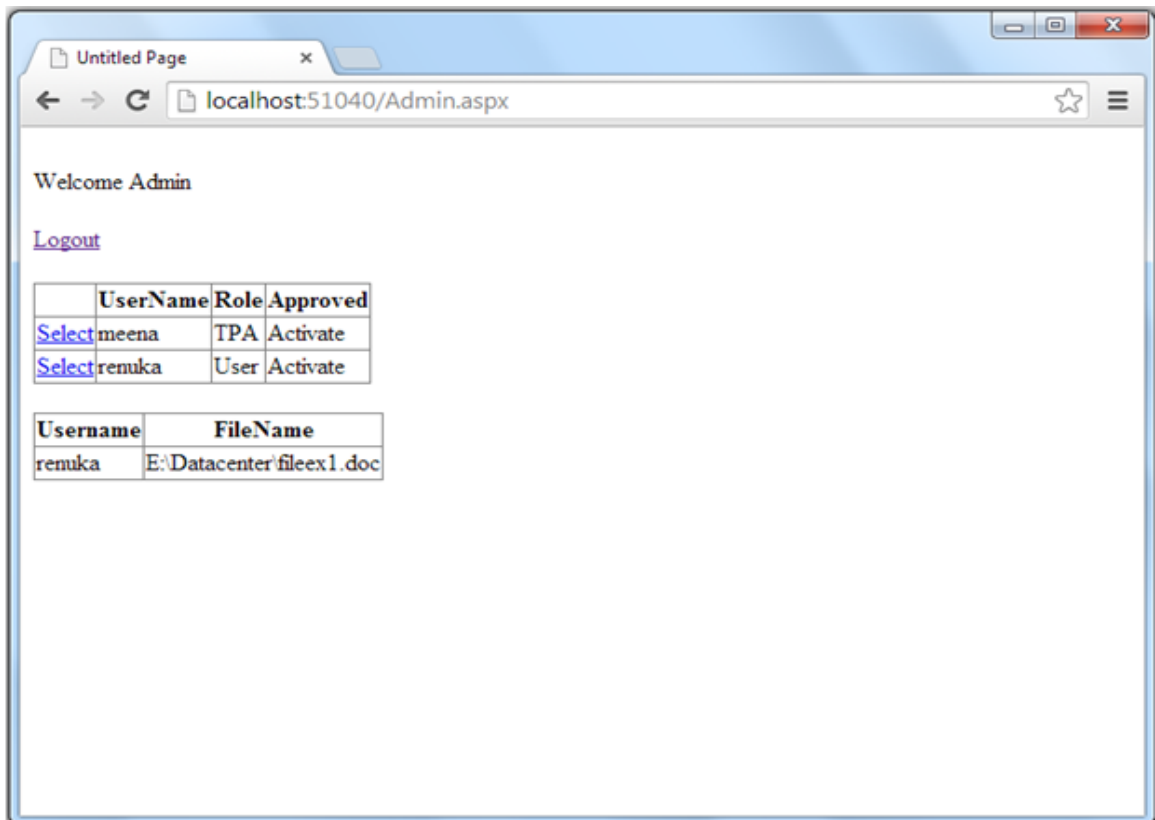 Untitled Page
localhost:51040/Admin.aspx
Welcome Admin
Logout
UserName Role Approved
Select meena TPA Activate
Select renuka User Activate
Username FileName
renuka E:\Datacenter\fileex1.doc